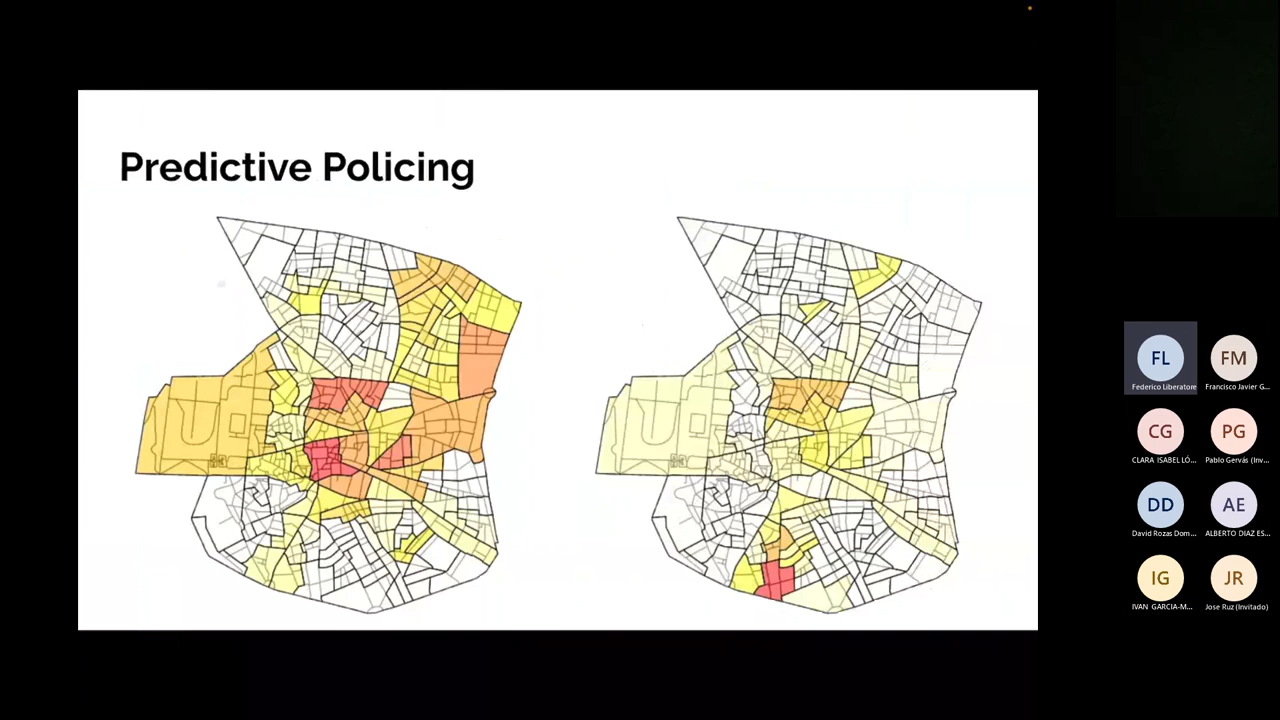 Predictive Policing
FL
FM
Federico Liberatore
Francisco Javier G...
CG
PG
CLARA ISABEL LÓ...
Pablo Gervás (Inv...
DD
AE
David Rozas Dom...
ALBERTO DIAZ ES...
IG
JR
IVAN GARCIA-M...
Jose Ruz (Invitado)